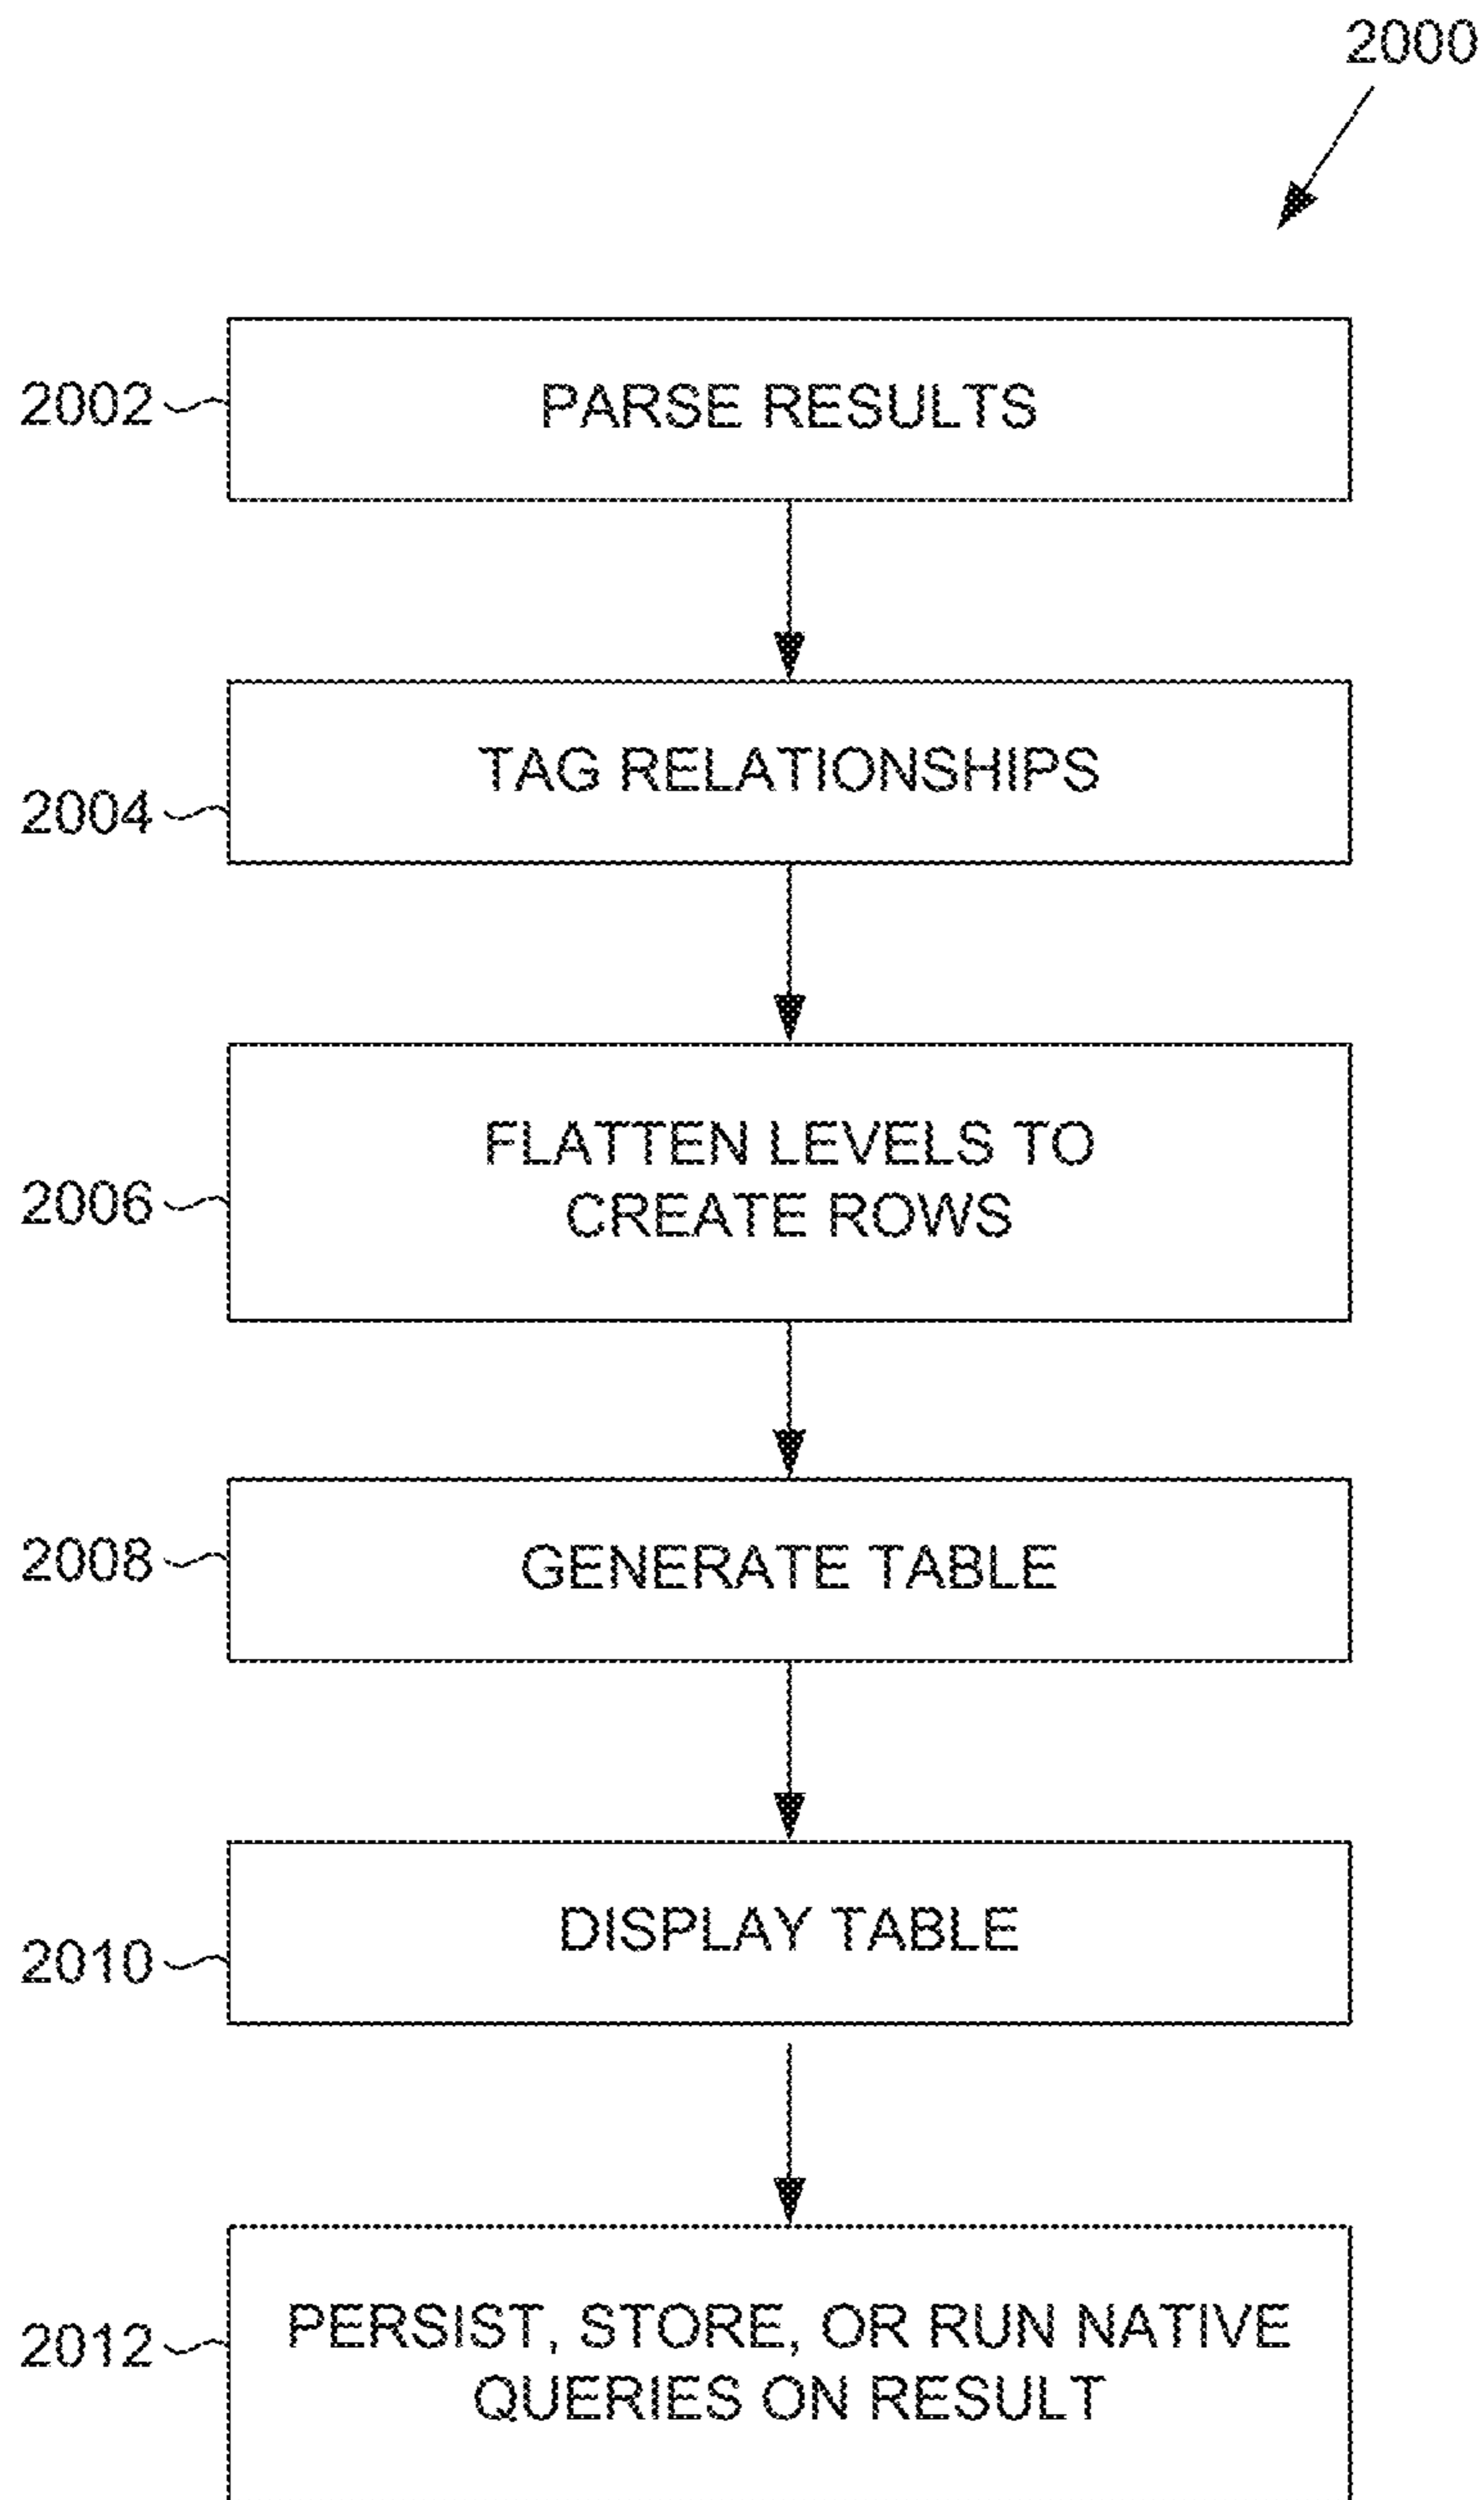 2000
2002
PARSE RESULTS
2004
TAG RELATIONSHIPS
2006
FLATTEN LEVELS TO
CREATE ROWS
2008
GENERATE TABLE
2010
DISPLAY TABLE
2012
PERSIST, STORE, OR RUN NATIVE
QUERIES ON RESULT